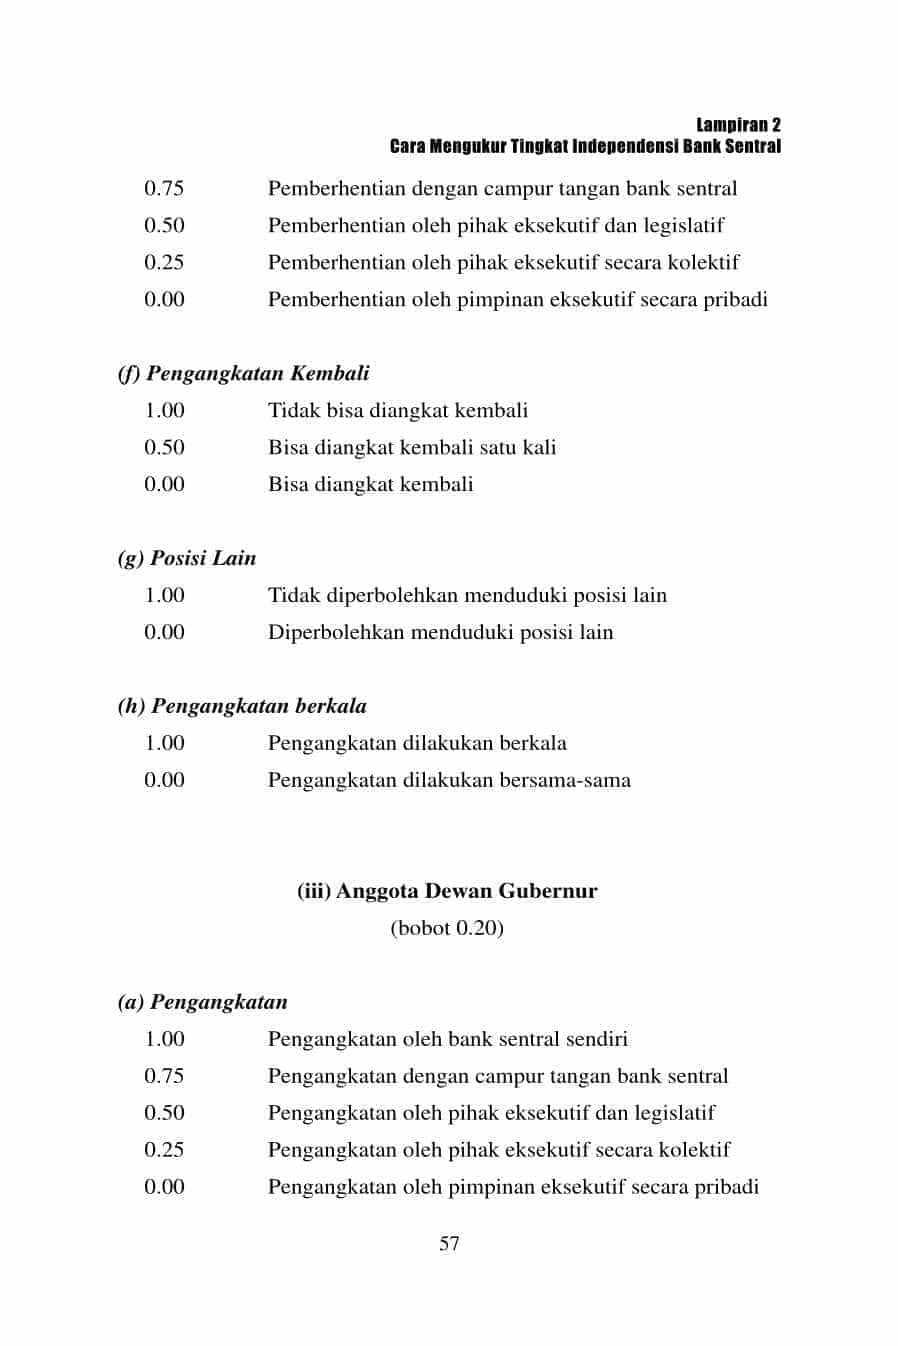 Lampiran 2
Cara Mengukur Tingkat Independensi Bank Sentral
0.75 Pemberhentian dengan campur tangan bank sentral
0.50 Pemberhentian oleh pihak eksekutif dan legislatif
0.25 Pemberhentian oleh pihak eksekutif secara kolektif
0.00 Pemberhentian oleh pimpinan eksekutif secara pribadi
(f) Pengangkatan Kembali
1.00 Tidak bisa diangkat kembali
0.50 Bisa diangkat kembali satu kali
0.00 Bisa diangkat kembali
(g) Posisi Lain
1.00 Tidak diperbolehkan menduduki posisi lain
0.00 Diperbolehkan menduduki posisi lain
(h) Pengangkatan berkala
1.00 Pengangkatan dilakukan berkala
0.00 Pengangkatan dilakukan bersama-sama
(iii) Anggota Dewan Gubernur
(bobot 0.20)
(a) Pengangkatan
1.00 Pengangkatan oleh bank sentral sendiri
0.75 Pengangkatan dengan campur tangan bank sentral
0.50 Pengangkatan oleh pihak eksekutif dan legislatif
0.25 Pengangkatan oleh pihak eksekutif secara kolektif
0.00 Pengangkatan oleh pimpinan eksekutif secara pribadi
57